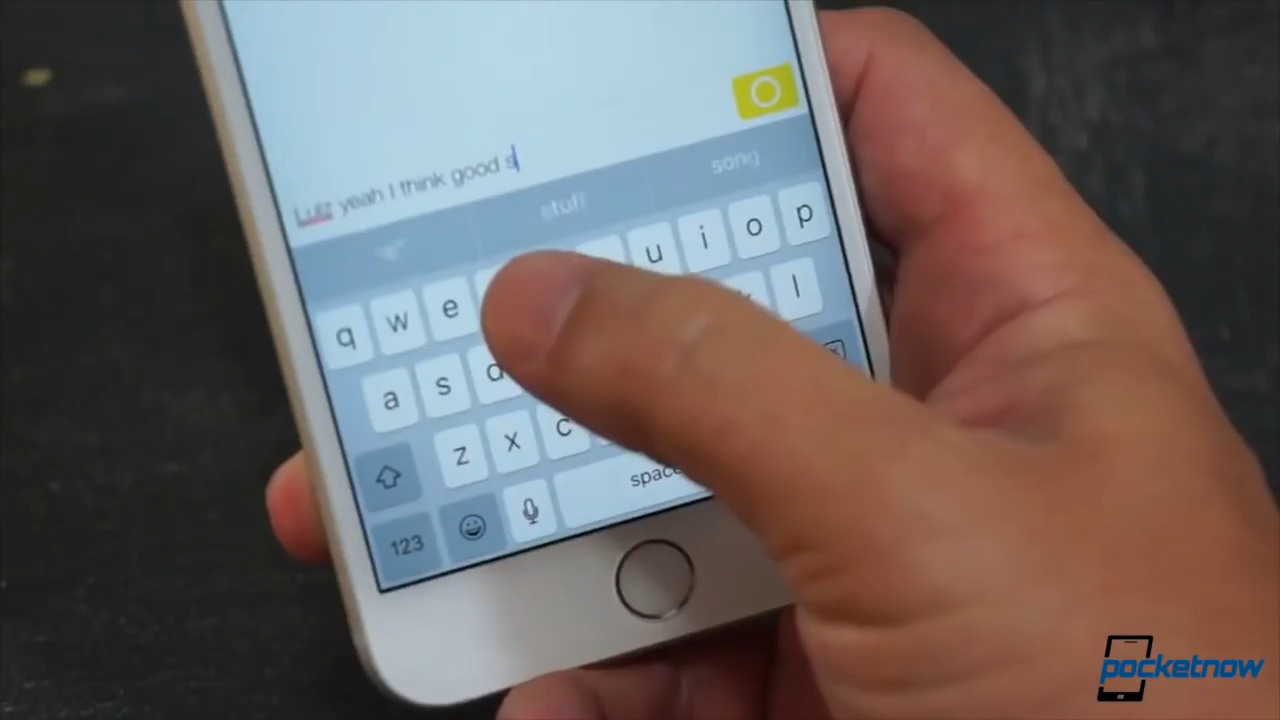 Lulz yeah I think good s
stuff song
q w e u i o p
a s d l
z x c
123 space
pocketnow